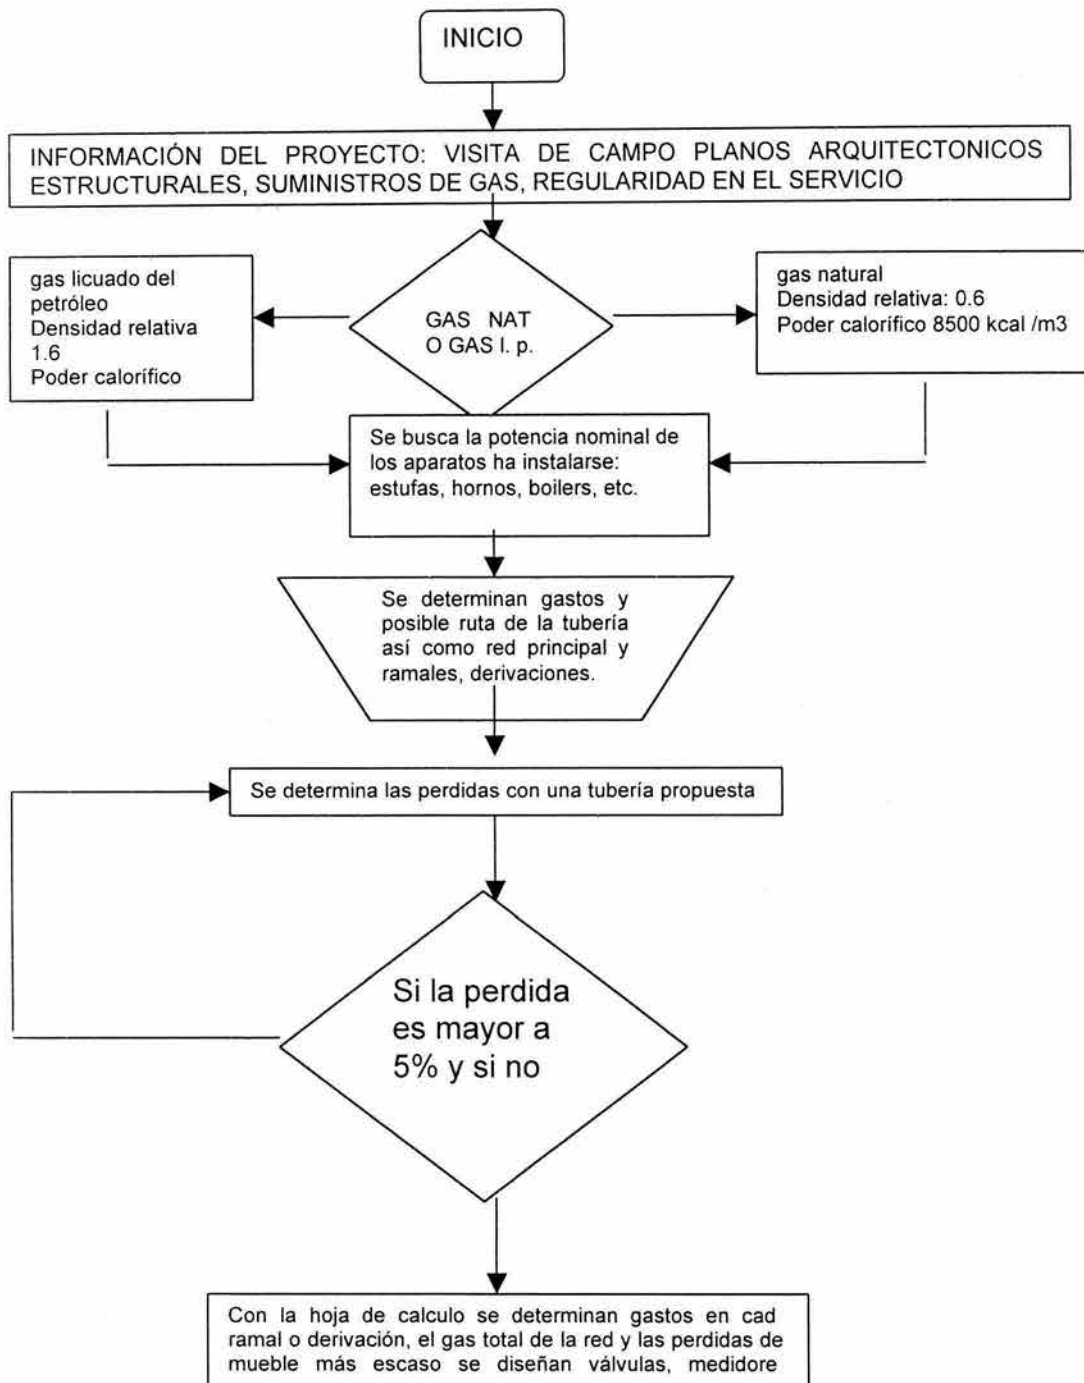 INICIO
INFORMACIÓN DEL PROYECTO: VISITA DE CAMPO PLANOS ARQUITECTONICOS
ESTRUCTURALES, SUMINISTROS DE GAS, REGULARIDAD EN EL SERVICIO
gas licuado del
petróleo
Densidad relativa
1.6
Poder calorífico
GAS NAT
O GAS l. p.
gas natural
Densidad relativa: 0.6
Poder calorífico 8500 kcal /m3
Se busca la potencia nominal de
los aparatos ha instalarse:
estufas, hornos, boilers, etc.
Se determinan gastos y
posible ruta de la tubería
así como red principal y
ramales, derivaciones.
Se determina las perdidas con una tubería propuesta
Si la perdida
es mayor a
5% y si no
Con la hoja de calculo se determinan gastos en cad
ramal o derivación, el gas total de la red y las perdidas de
mueble más escaso se diseñan válvulas, medidore